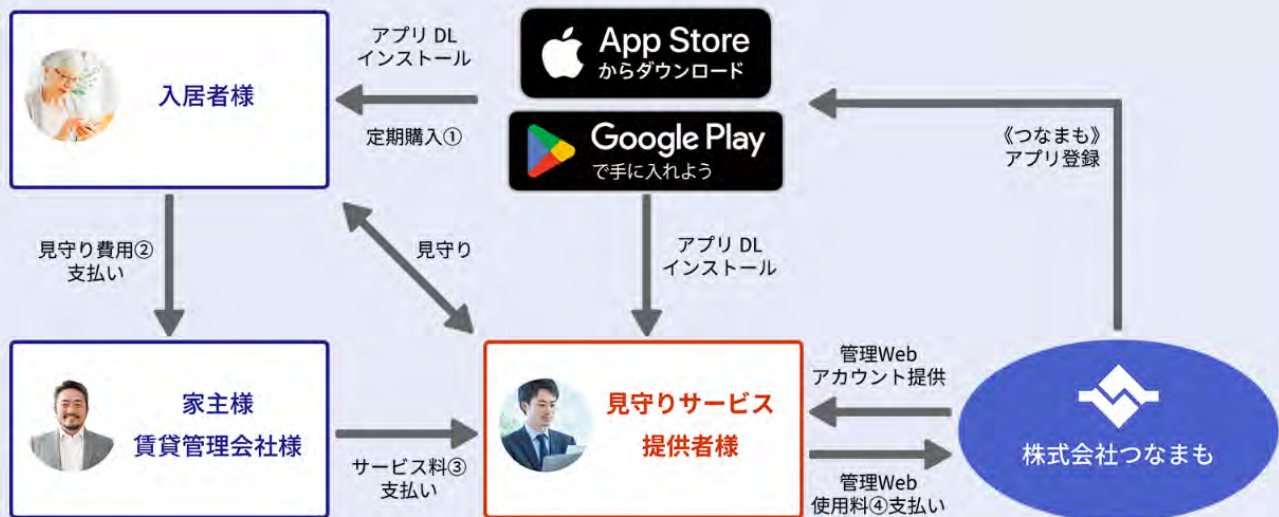 アプリ DL
インストール
App Store
からダウンロード
入居者様
定期購入①
Google Play
で手に入れよう
《つなまも》
アプリ登録
見守り費用②
支払い
見守り
アプリ DL
インストール
家主様
賃貸管理会社様
サービス料③
支払い
見守りサービス
提供者様
管理Web
アカウント提供
管理Web
使用料④支払い
株式会社つなまも